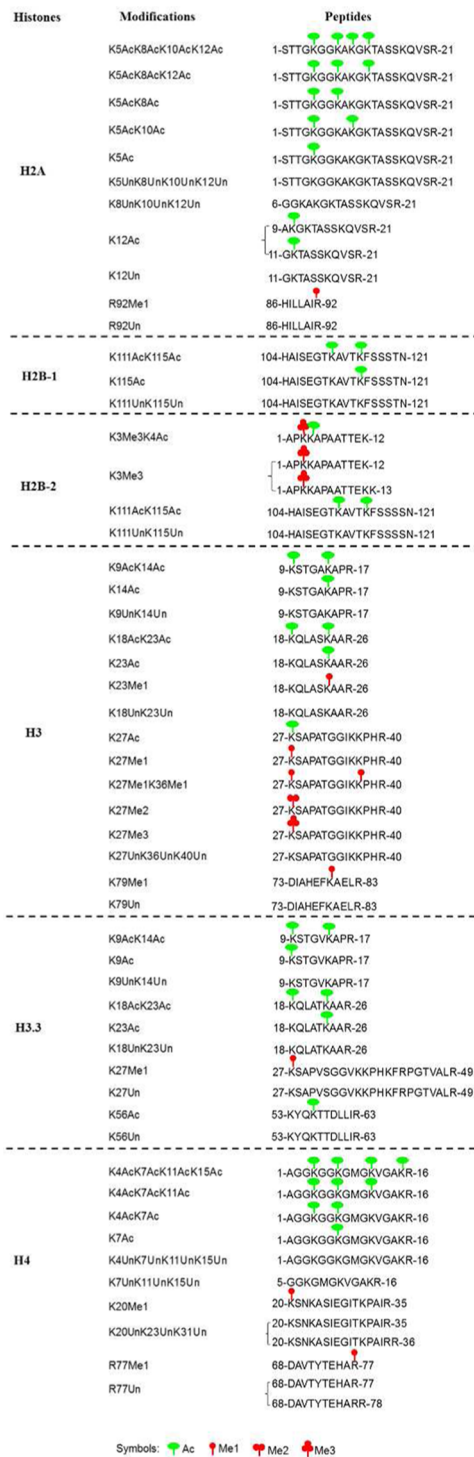 Histones Modifications Peptides
K5AcK8AcK10AcK12Ac 1-STTGKGGKAKGKTASSKQVSR-21
K5AcK8AcK12Ac 1-STTGKGGKAKGKTASSKQVSR-21
K5AcK8Ac 1-STTGKGGKAKGKTASSKQVSR-21
K5AcK10Ac 1-STTGKGGKAKGKTASSKQVSR-21
K5Ac 1-STTGKGGKAKGKTASSKQVSR-21
H2A
K5UnK8UnK10UnK12Un 1-STTGKGGKAKGKTASSKQVSR-21
K8UnK10UnK12Un 6-GGKAKGKTASSKQVSR-21
K12Ac 9-AKGKTASSKQVSR-21
11-GKTASSKQVSR-21
K12Un 11-GKTASSKQVSR-21
R92Me1 86-HILLAIR-92
R92Un 86-HILLAIR-92
K111AcK115Ac 104-HAISEGTKAVTKFSSSTN-121
H2B-1 K115Ac 104-HAISEGTKAVTKFSSSTN-121
K111UnK115Un 104-HAISEGTKAVTKFSSSTN-121
K3Me3K4Ac 1-APKKAPAATTEK-12
H2B-2 K3Me3 1-APKKAPAATTEK-12
1-APKKAPAATTEKK-13
K111AcK115Ac 104-HAISEGTKAVTKFSSSSN-121
K111UnK115Un 104-HAISEGTKAVTKFSSSSN-121
K9AcK14Ac 9-KSTGAKAPR-17
K14Ac 9-KSTGAKAPR-17
K9UnK14Un 9-KSTGAKAPR-17
K18AcK23Ac 18-KQLASKAAR-26
K23Ac 18-KQLASKAAR-26
K23Me1 18-KQLASKAAR-26
H3 K18UnK23Un 18-KQLASKAAR-26
K27Ac 27-KSAPATGGIKKPHR-40
K27Me1 27-KSAPATGGIKKPHR-40
K27Me1K36Me1 27-KSAPATGGIKKPHR-40
K27Me2 27-KSAPATGGIKKPHR-40
K27Me3 27-KSAPATGGIKKPHR-40
K27UnK36UnK40Un 27-KSAPATGGIKKPHR-40
K79Me1 73-DIAHEFKAELR-83
K79Un 73-DIAHEFKAELR-83
K9AcK14Ac 9-KSTGVKAPR-17
K9Ac 9-KSTGVKAPR-17
K9UnK14Un 9-KSTGVKAPR-17
K18AcK23Ac 18-KQLATKAAR-26
H3.3 K23Ac 18-KQLATKAAR-26
K18UnK23Un 18-KQLATKAAR-26
K27Me1 27-KSAPVSGGVKKPHKFRPGTVALR-49
K27Un 27-KSAPVSGGVKKPHKFRPGTVALR-49
K56Ac 53-KYQKTTDLLIR-63
K56Un 53-KYQKTTDLLIR-63
K4AcK7AcK11AcK15Ac 1-AGGKGGKGMGKVGAKR-16
K4AcK7AcK11Ac 1-AGGKGGKGMGKVGAKR-16
K4AcK7Ac 1-AGGKGGKGMGKVGAKR-16
K7Ac 1-AGGKGGKGMGKVGAKR-16
H4 K4UnK7UnK11UnK15Un 1-AGGKGGKGMGKVGAKR-16
K7UnK11UnK15Un 5-GGKGMGKVGAKR-16
K20Me1 20-KSNKASIEGITKPAIR-35
K20UnK23UnK31Un 20-KSNKASIEGITKPAIR-35
20-KSNKASIEGITKPAIRR-36
R77Me1 68-DAVTYTEHAR-77
R77Un 68-DAVTYTEHAR-77
68-DAVTYTEHARR-78
Symbols: Ac Me1 Me2 Me3